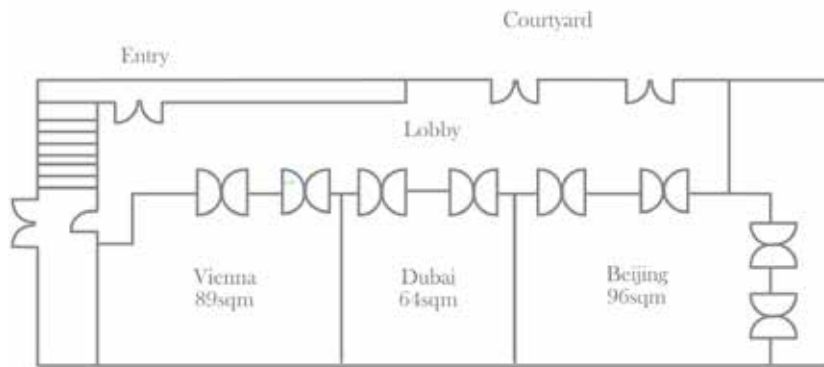 Courtyard
Entry
Lobby
Vienna
89sqm
Dubai
64sqm
Beijing
96sqm